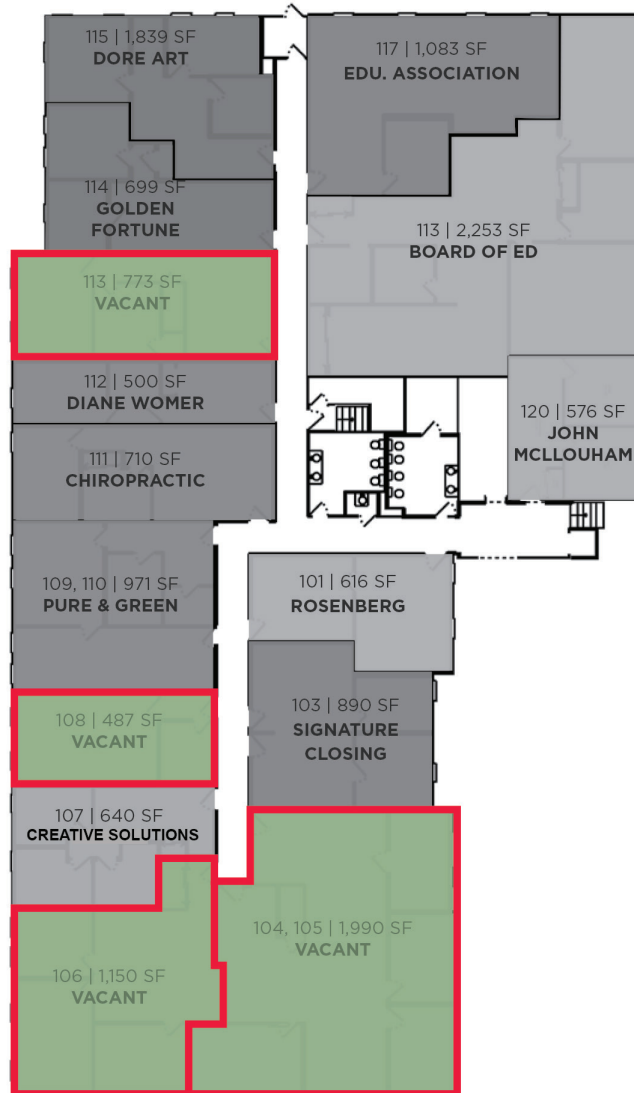 115 | 1,839 SF
DORE ART
117 | 1,083 SF
EDU. ASSOCIATION
114 | 699 SF
GOLDEN
FORTUNE
113 | 2,253 SF
BOARD OF ED
113 | 773 SF
VACANT
112 | 500 SF
DIANE WOMER
120 | 576 SF
JOHN
MCLLOUHAM
111 | 710 SF
CHIROPRACTIC
109, 110 | 971 SF
PURE & GREEN
101 | 616 SF
ROSENBERG
108 | 487 SF
VACANT
103 | 890 SF
SIGNATURE
CLOSING
107 | 640 SF
CREATIVE SOLUTIONS
104, 105 | 1,990 SF
VACANT
106 | 1,150 SF
VACANT